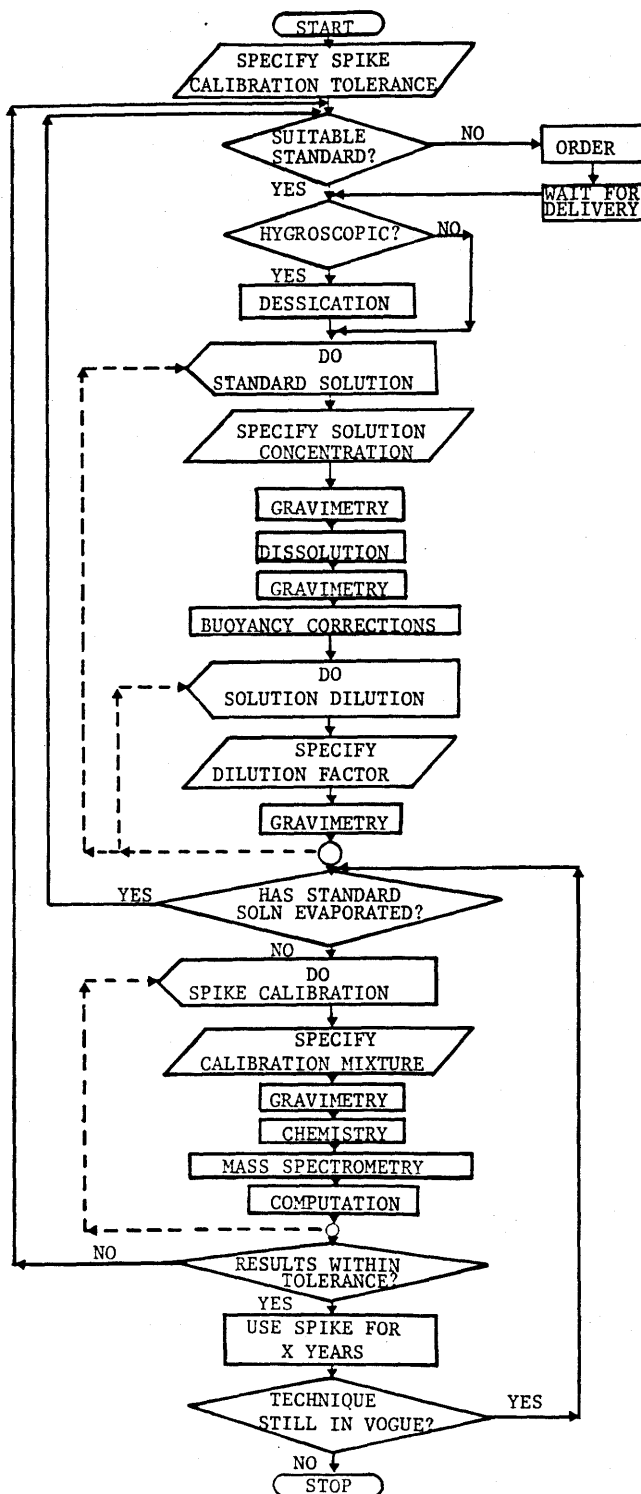 START
SPECIFY SPIKE
CALIBRATION TOLERANCE
SUITABLE
STANDARD?
NO
ORDER
YES
WAIT FOR
DELIVERY
HYGROSCOPIC?
NO
YES
DESSICATION
DO
STANDARD SOLUTION
SPECIFY SOLUTION
CONCENTRATION
GRAVIMETRY
DISSOLUTION
GRAVIMETRY
BUOYANCY CORRECTIONS
DO
SOLUTION DILUTION
SPECIFY
DILUTION FACTOR
GRAVIMETRY
YES
HAS STANDARD
SOLN EVAPORATED?
NO
DO
SPIKE CALIBRATION
SPECIFY
CALIBRATION MIXTURE
GRAVIMETRY
CHEMISTRY
MASS SPECTROMETRY
COMPUTATION
NO
RESULTS WITHIN
TOLERANCE?
YES
USE SPIKE FOR
X YEARS
TECHNIQUE
STILL IN VOGUE?
YES
NO
STOP